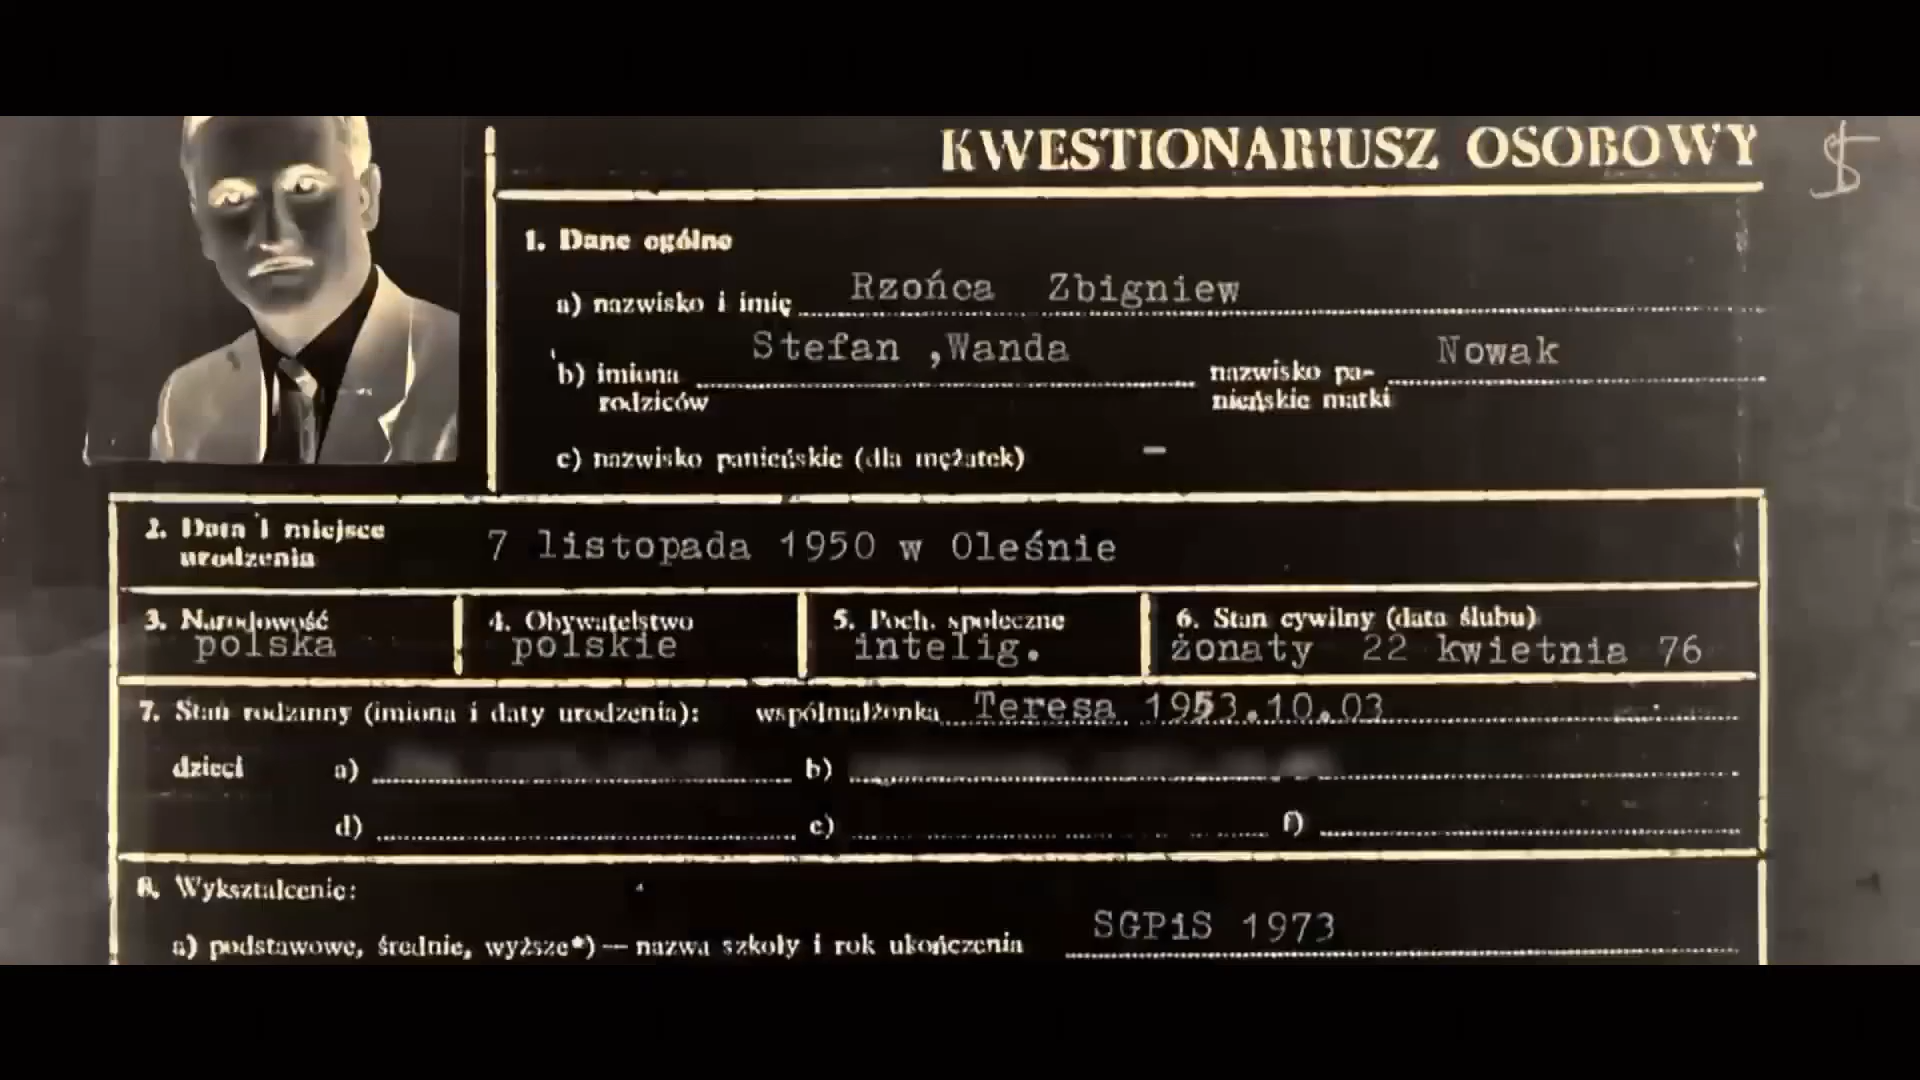 KWESTIONARIUSZ OSOBOWY
1. Dane ogólne
a) nazwisko i imię Rzońca Zbigniew
b) imiona rodziców Stefan ,Wanda nazwisko pa-
nieńskie matki Nowak
c) nazwisko panieńskie (dla mężatek) –
2. Data i miejsce
urodzenia 7 listopada 1950 w Oleśnie
3. Narodowość 4. Obywatelstwo 5. Poch. społeczne 6. Stan cywilny (data ślubu)
polska polskie intelig. żonaty 22 kwietnia 76
7. Stan rodzinny (imiona i daty urodzenia): współmałżonka Teresa 1953.10.03
dzieci a) b)
d) e) f)
8. Wykształcenie:
a) podstawowe, średnie, wyższe*) — nazwa szkoły i rok ukończenia SGPiS 1973